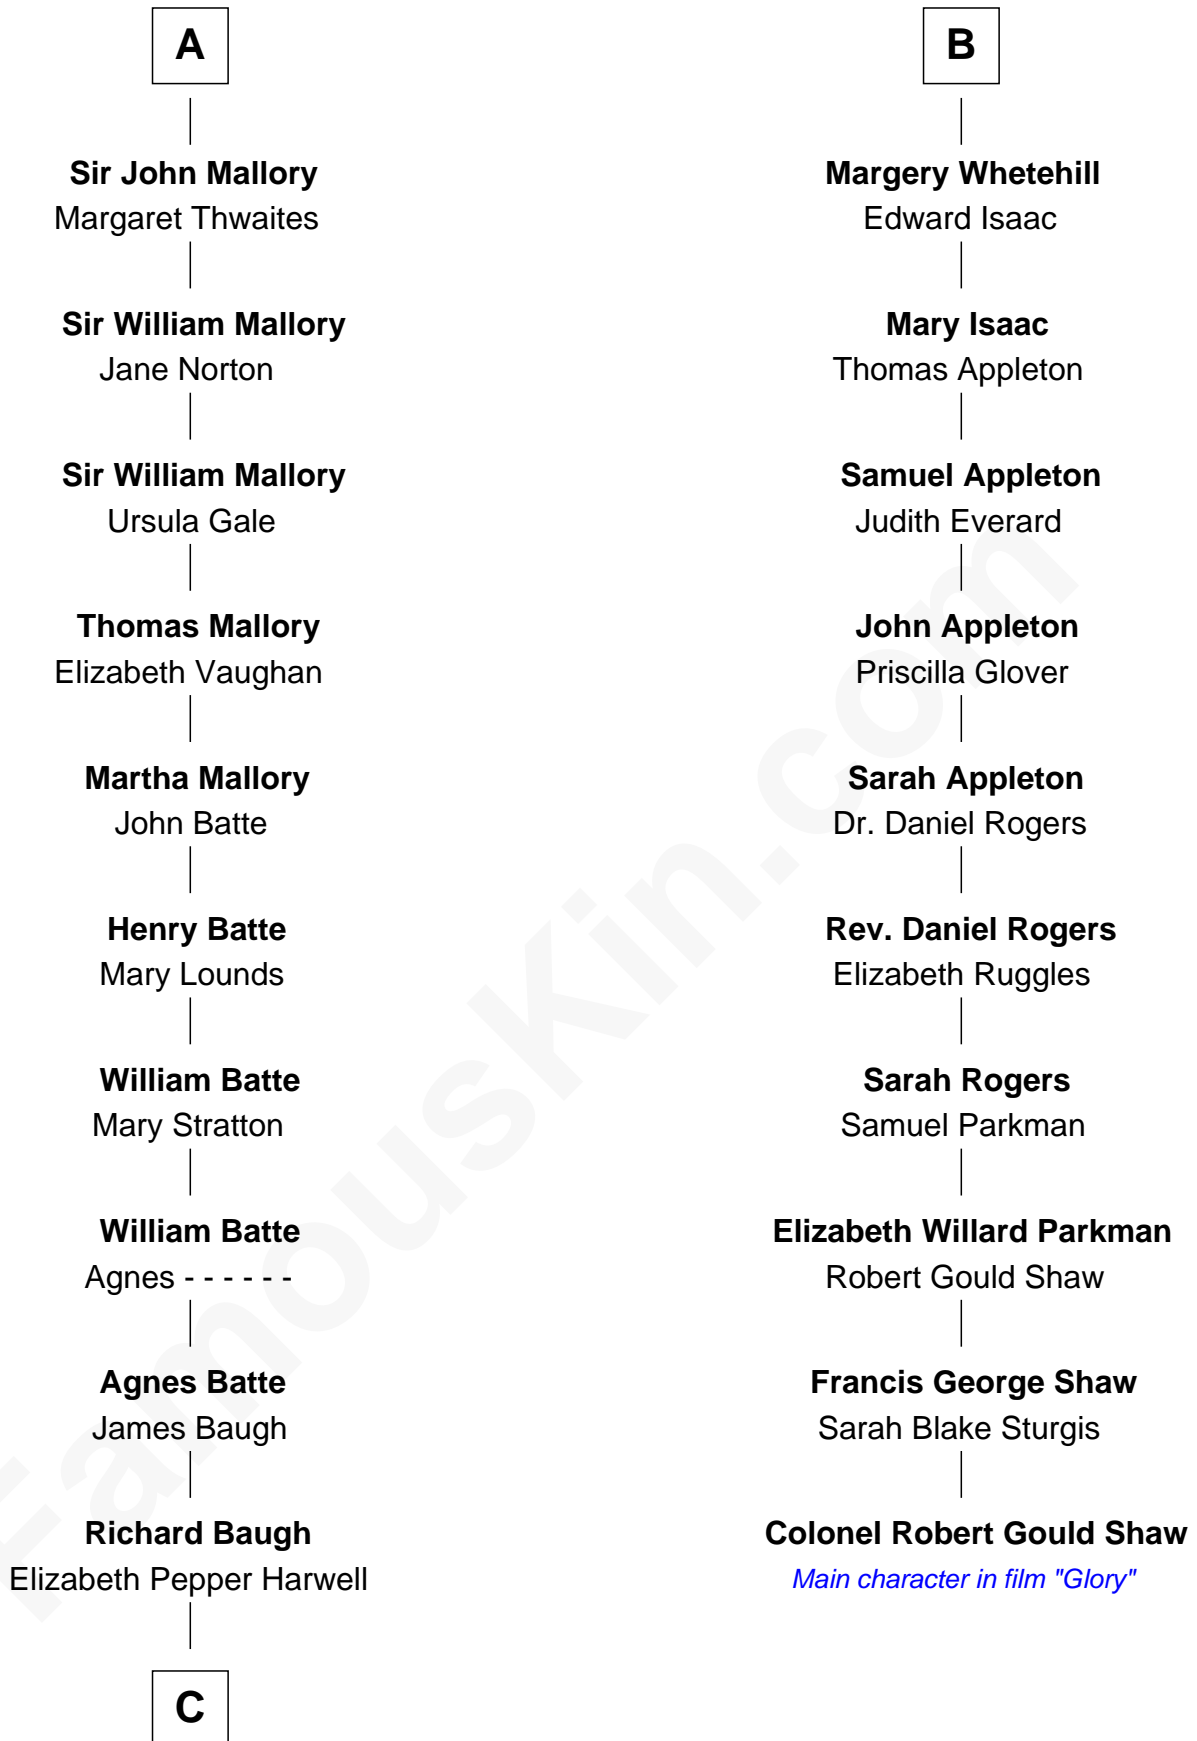 A
Sir John Mallory
Margaret Thwaites
Sir William Mallory
Jane Norton
Sir William Mallory
Ursula Gale
Thomas Mallory
Elizabeth Vaughan
Martha Mallory
John Batte
Henry Batte
Mary Lounds
William Batte
Mary Stratton
William Batte
Agnes - - - - - -
Agnes Batte
James Baugh
Richard Baugh
Elizabeth Pepper Harwell
C
B
Margery Whetehill
Edward Isaac
Mary Isaac
Thomas Appleton
Samuel Appleton
Judith Everard
John Appleton
Priscilla Glover
Sarah Appleton
Dr. Daniel Rogers
Rev. Daniel Rogers
Elizabeth Ruggles
Sarah Rogers
Samuel Parkman
Elizabeth Willard Parkman
Robert Gould Shaw
Francis George Shaw
Sarah Blake Sturgis
Colonel Robert Gould Shaw
Main character in film "Glory"
FamousKin.com